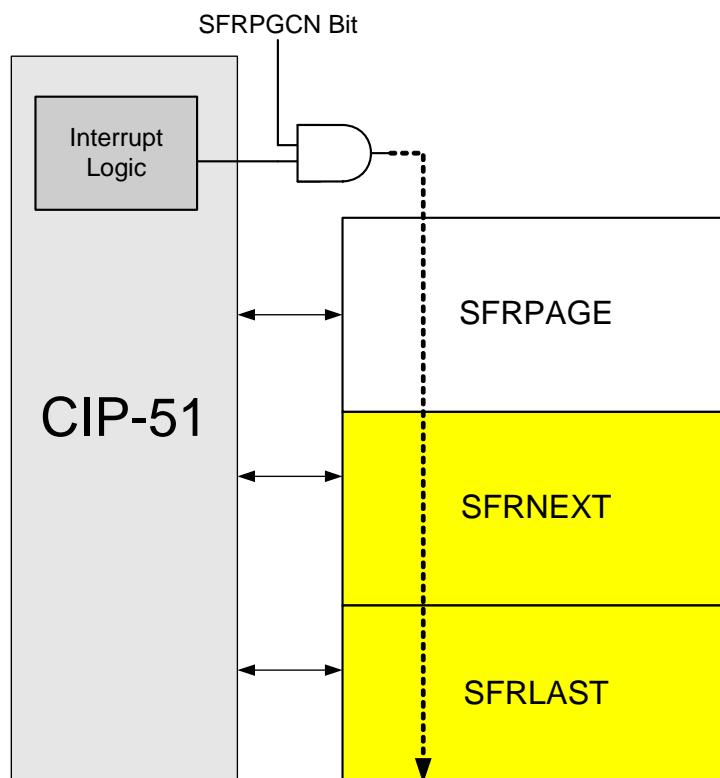 SFRPGCN Bit
Interrupt
Logic
SFRPAGE
CIP-51
SFRNEXT
SFRLAST